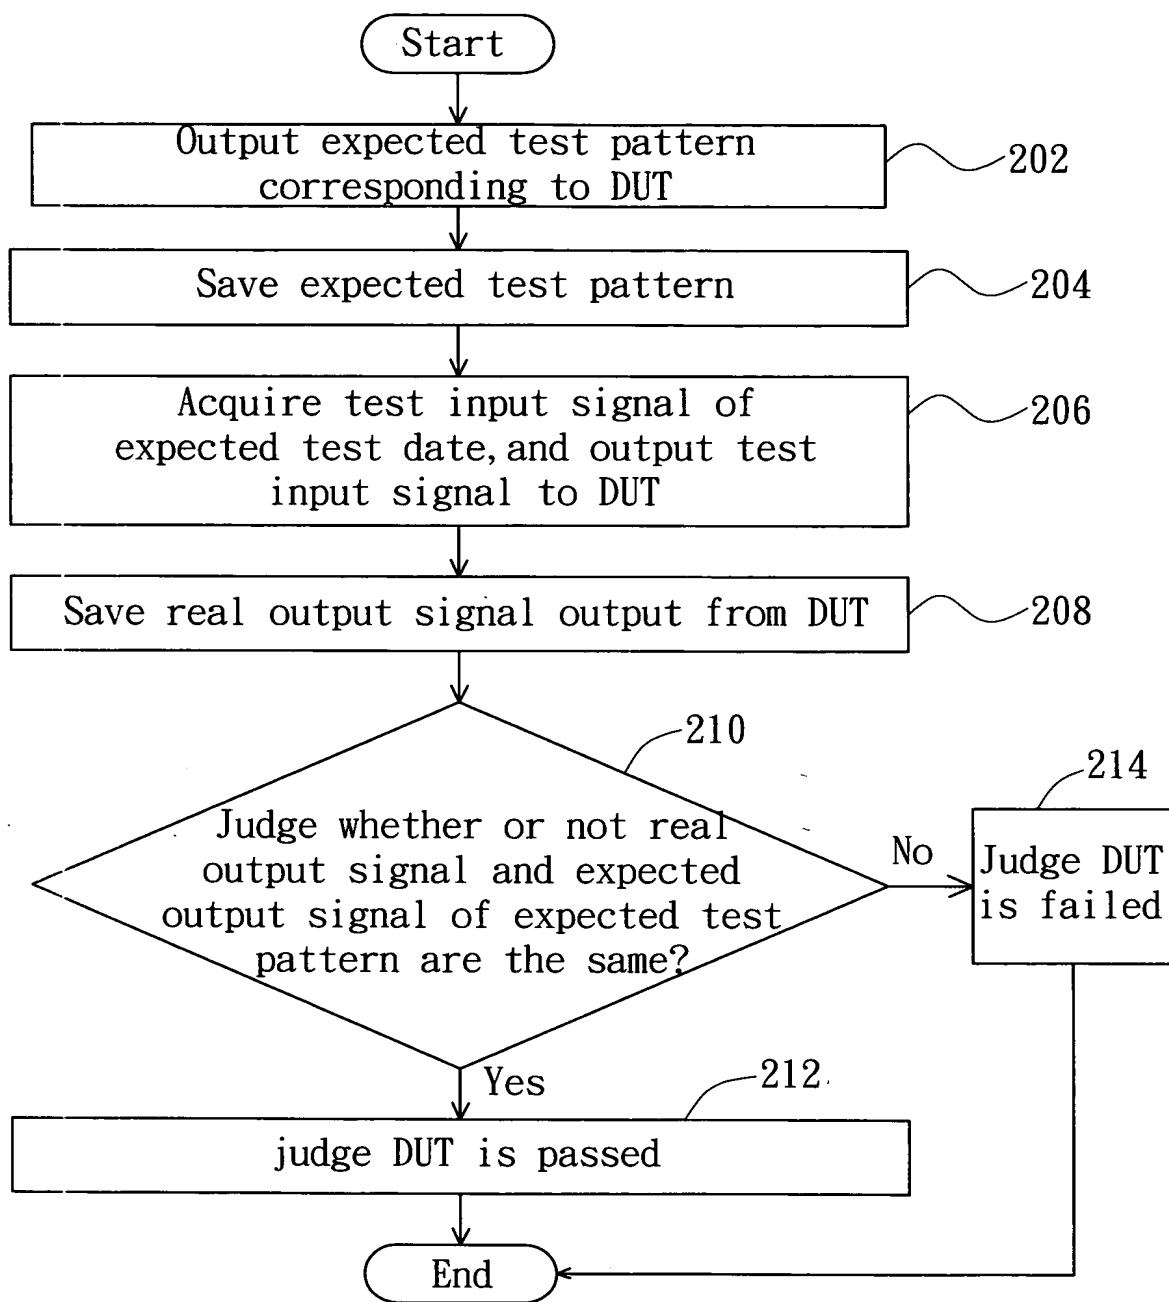 Start
Output expected test pattern
corresponding to DUT
202
Save expected test pattern
204
Acquire test input signal of
expected test date, and output test
input signal to DUT
206
Save real output signal output from DUT
208
210
Judge whether or not real
output signal and expected
output signal of expected test
pattern are the same?
No
214
Judge DUT
is failed
Yes
212
judge DUT is passed
End